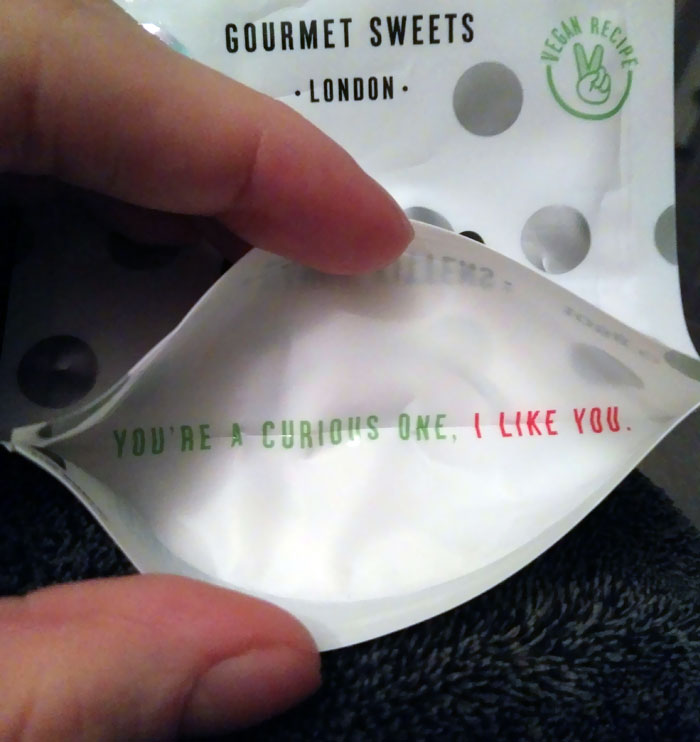 GOURMET SWEETS
· LONDON ·
VEGAN RECIPE
YOU'RE A CURIOUS ONE, I LIKE YOU.